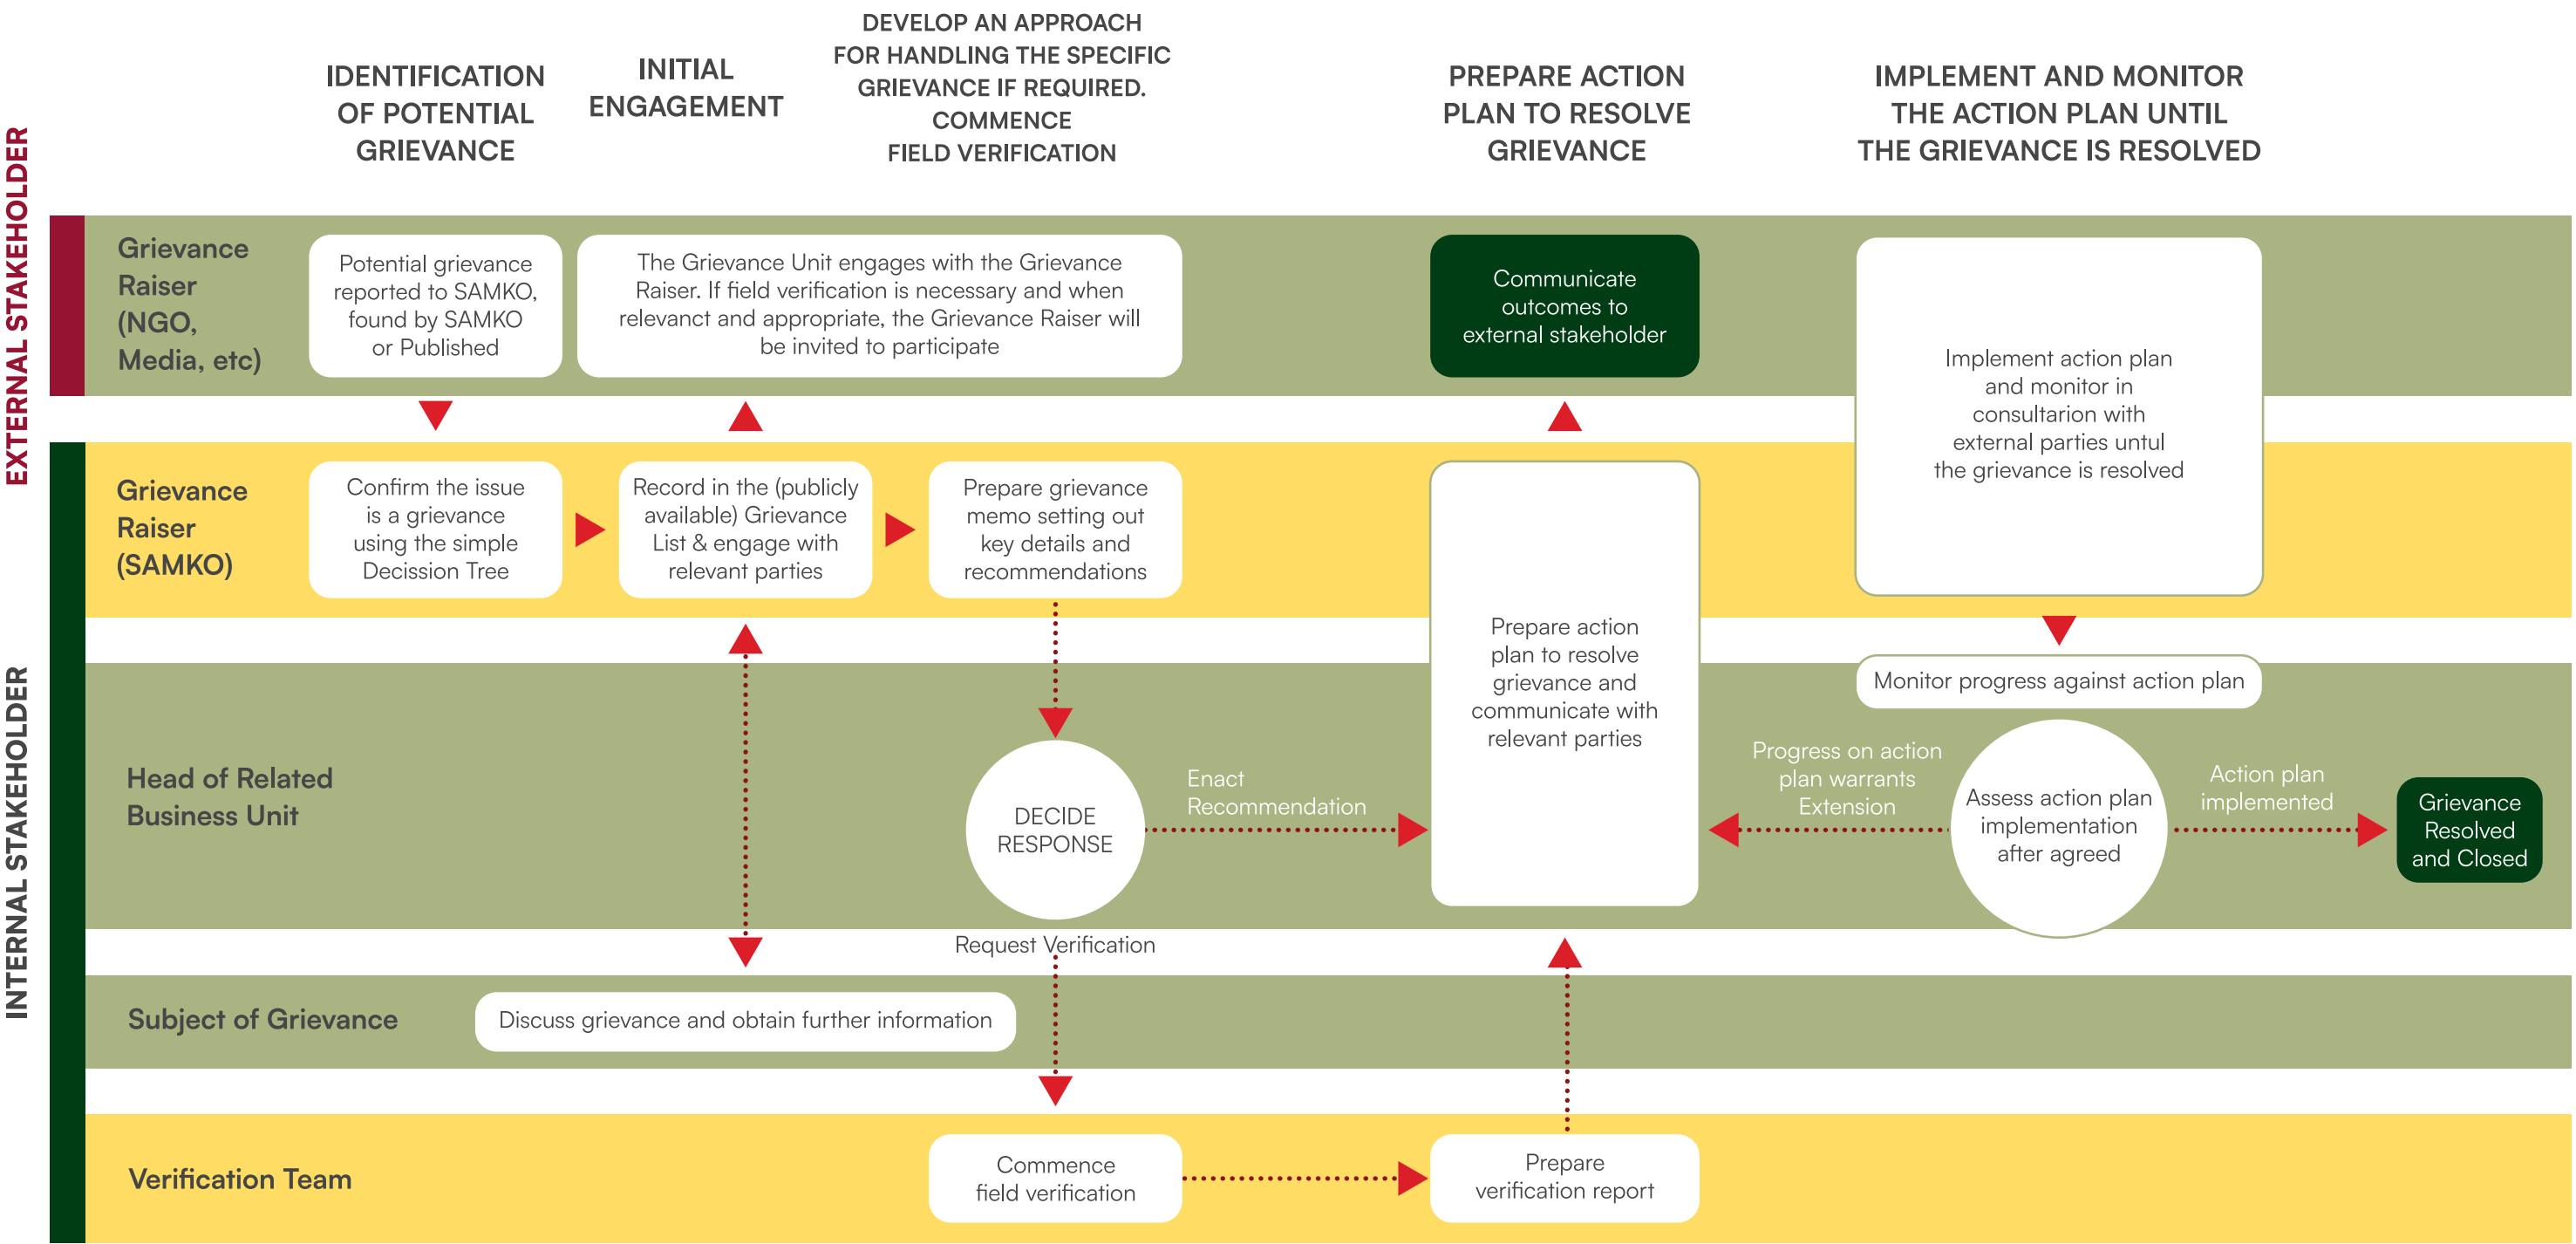 IDENTIFICATION
OF POTENTIAL
GRIEVANCE
INITIAL
ENGAGEMENT
DEVELOP AN APPROACH
FOR HANDLING THE SPECIFIC
GRIEVANCE IF REQUIRED.
COMMENCE
FIELD VERIFICATION
PREPARE ACTION
PLAN TO RESOLVE
GRIEVANCE
IMPLEMENT AND MONITOR
THE ACTION PLAN UNTIL
THE GRIEVANCE IS RESOLVED
EXTERNAL STAKEHOLDER
Grievance
Raiser
(NGO,
Media, etc)
Potential grievance
reported to SAMKO,
found by SAMKO
or Published
The Grievance Unit engages with the Grievance
Raiser. If field verification is necessary and when
relevanct and appropriate, the Grievance Raiser will
be invited to participate
Communicate
outcomes to
external stakeholder
Implement action plan
and monitor in
consultarion with
external parties untul
the grievance is resolved
INTERNAL STAKEHOLDER
Grievance
Raiser
(SAMKO)
Confirm the issue
is a grievance
using the simple
Decission Tree
Record in the (publicly
available) Grievance
List & engage with
relevant parties
Prepare grievance
memo setting out
key details and
recommendations
Prepare action
plan to resolve
grievance and
communicate with
relevant parties
Monitor progress against action plan
Head of Related
Business Unit
DECIDE
RESPONSE
Enact
Recommendation
Progress on action
plan warrants
Extension
Assess action plan
implementation
after agreed
Action plan
implemented
Grievance
Resolved
and Closed
Request Verification
Subject of Grievance
Discuss grievance and obtain further information
Verification Team
Commence
field verification
Prepare
verification report